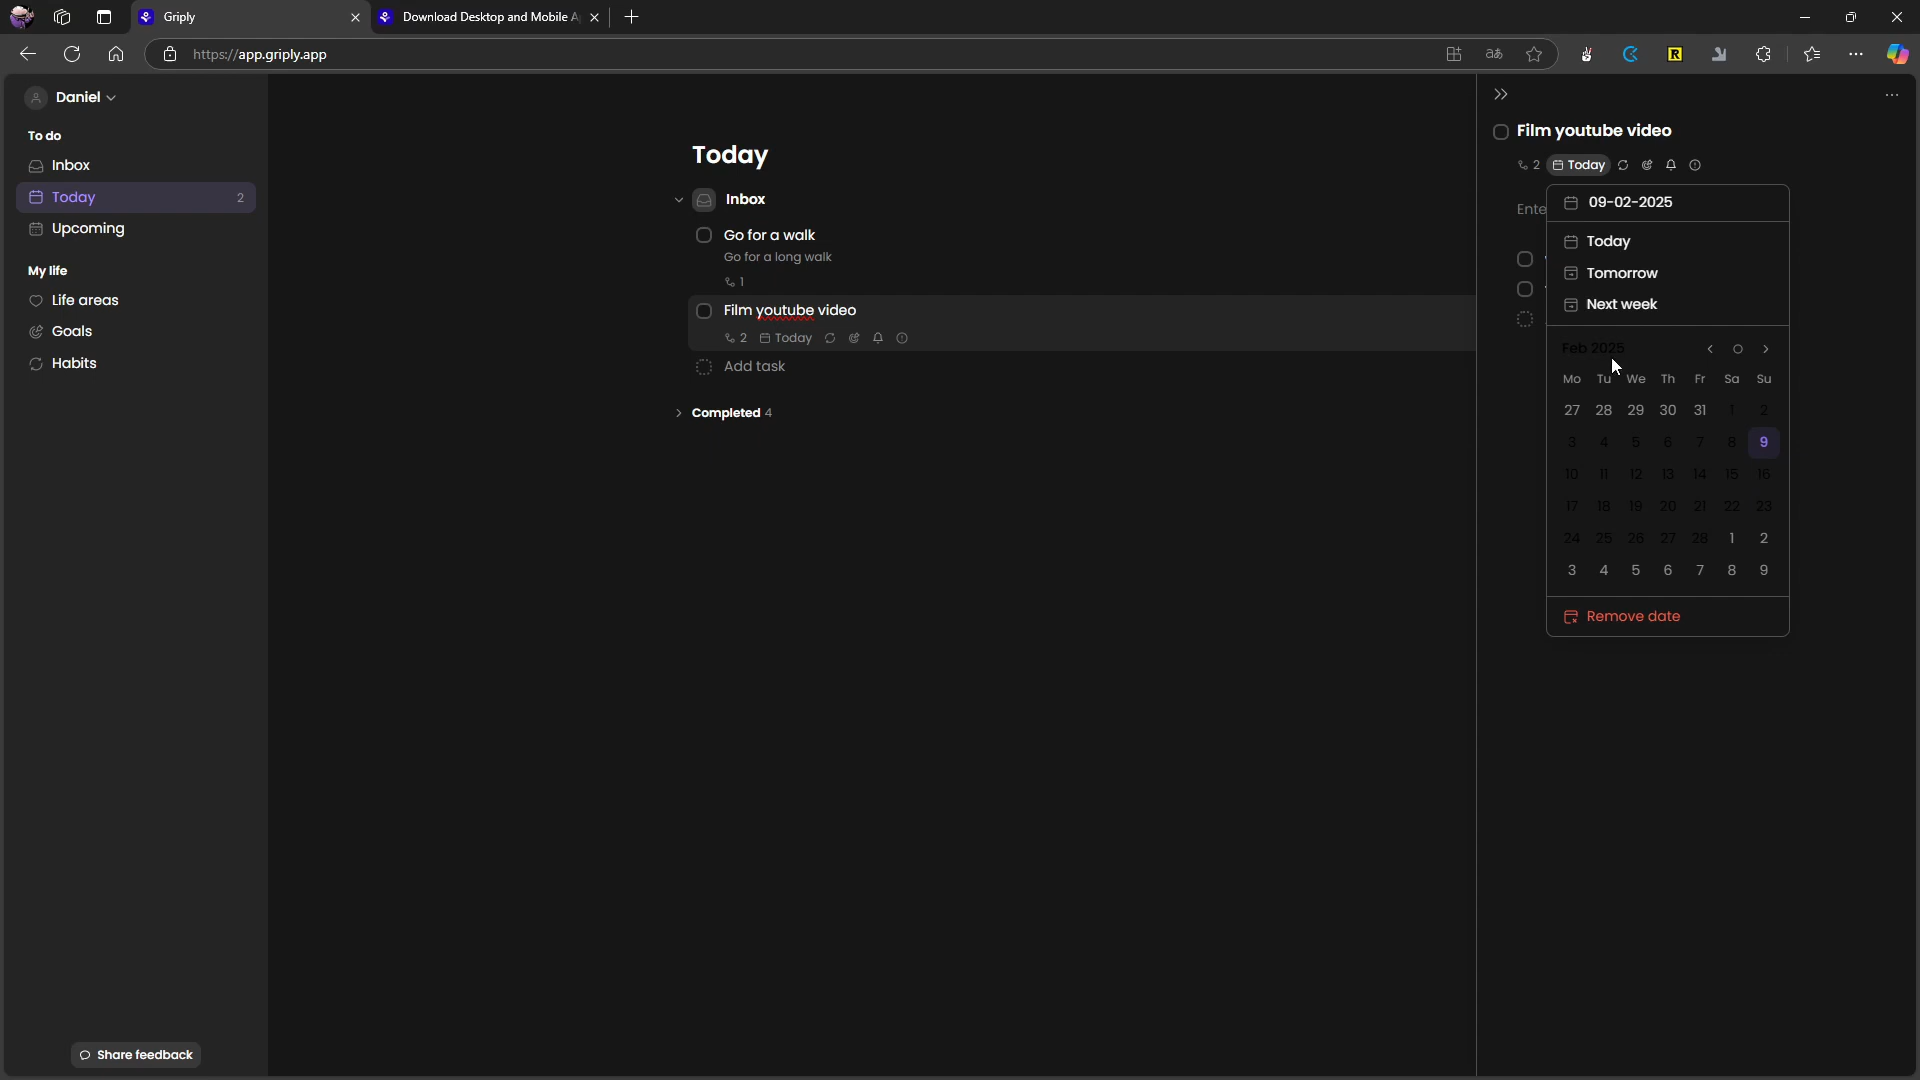 Griply
Download Desktop and Mobile A
https://app.griply.app
Daniel
To do
Inbox
Today 2
Upcoming
My life
Life areas
Goals
Habits
Share feedback
Today
Inbox
Go for a walk
Go for a long walk
1
Film youtube video
2 Today
Add task
Completed 4
Film youtube video
2 Today
Ente
09-02-2025
Today
Tomorrow
Next week
Feb 2025
Mo Tu We Th Fr Sa Su
27 28 29 30 31 1 2
3 4 5 6 7 8 9
10 11 12 13 14 15 16
17 18 19 20 21 22 23
24 25 26 27 28 1 2
3 4 5 6 7 8 9
Remove date